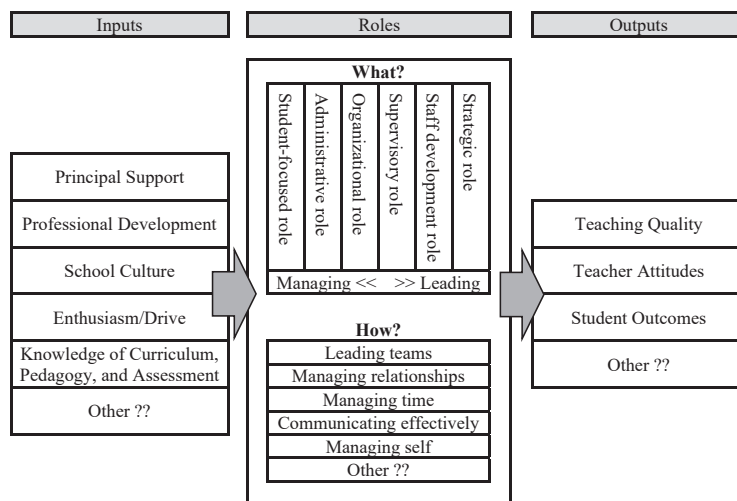 Inputs
Roles
Outputs
Principal Support
Professional Development
School Culture
Enthusiasm/Drive
Knowledge of Curriculum,
Pedagogy, and Assessment
Other ??
What?
Student-focused role
Administrative role
Organizational role
Supervisory role
Staff development role
Strategic role
Managing << >> Leading
How?
Leading teams
Managing relationships
Managing time
Communicating effectively
Managing self
Other ??
Teaching Quality
Teacher Attitudes
Student Outcomes
Other ??